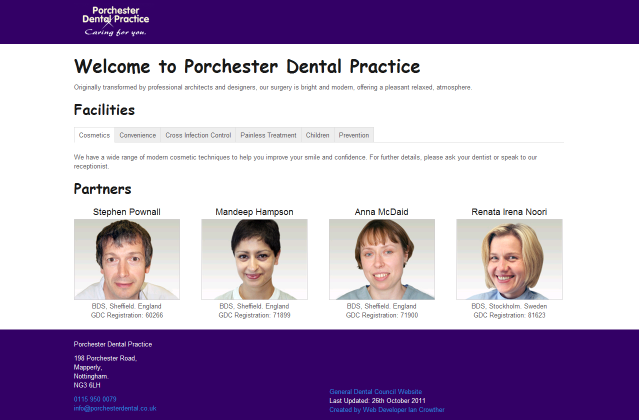 Porchester
Dental Practice
Caring for you.
Welcome to Porchester Dental Practice
Originally transformed by professional architects and designers, our surgery is bright and modern, offering a pleasant relaxed, atmosphere.
Facilities
Cosmetics Convenience Cross Infection Control Painless Treatment Children Prevention
We have a wide range of modern cosmetic techniques to help you improve your smile and confidence. For further details, please ask your dentist or speak to our
receptionist.
Partners
Stephen Pownall Mandeep Hampson Anna McDaid Renata Irena Noori
BDS, Sheffield. England BDS, Sheffield. England BDS, Sheffield. England BDS, Stockholm. Sweden
GDC Registration: 60266 GDC Registration: 71899 GDC Registration: 71900 GDC Registration: 81623
Porchester Dental Practice
198 Porchester Road,
Mapperly,
Nottingham.
NG3 6LH
0115 950 0079
info@porchesterdental.co.uk
General Dental Council Website
Last Updated: 26th October 2011
Created by Web Developer Ian Crowther